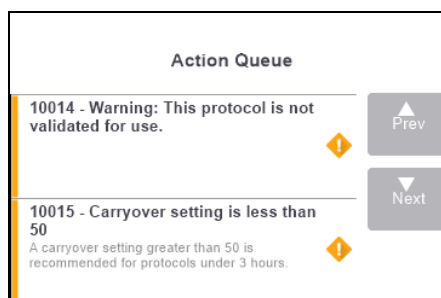 Action Queue
10014 - Warning: This protocol is not
validated for use.
Prev
10015 - Carryover setting is less than
50
A carryover setting greater than 50 is
recommended for protocols under 3 hours.
Next